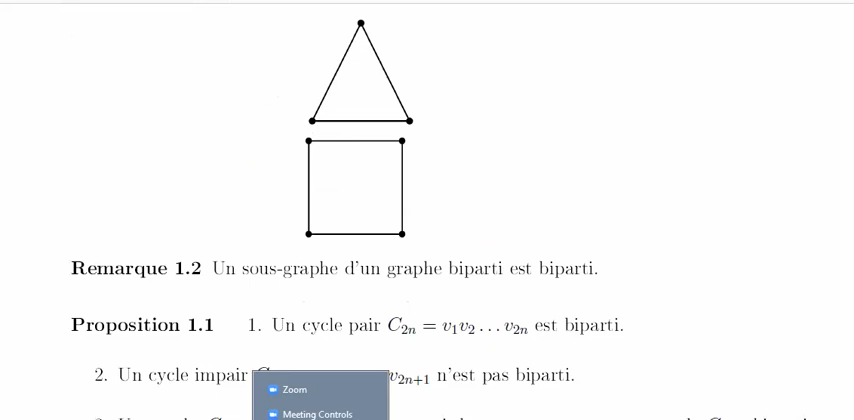 Remarque 1.2 Un sous-graphe d'un graphe biparti est biparti.
Proposition 1.1 1. Un cycle pair C₂ₙ = v₁v₂ . . . v₂ₙ est biparti.
2. Un cycle impair v₂ₙ₊₁ n'est pas biparti.
Zoom
Meeting Controls